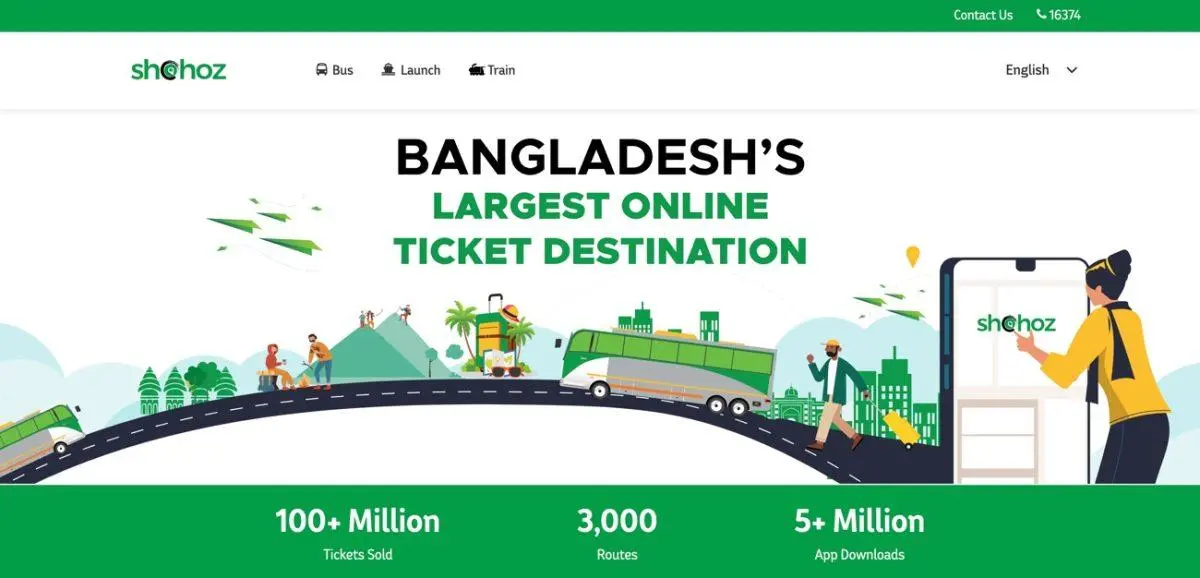 Contact Us 16374
shohoz
Bus Launch Train
English
BANGLADESH'S
LARGEST ONLINE
TICKET DESTINATION
shohoz
100+ Million 3,000 5+ Million
Tickets Sold Routes App Downloads